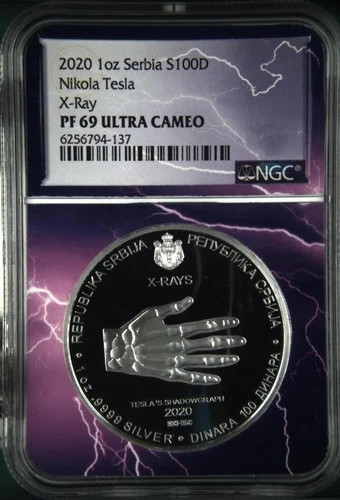 2020 1oz Serbia S100D
Nikola Tesla
X-Ray
PF 69 ULTRA CAMEO
6256794-137
NGC
REPUBLIKA SRBIJA
РЕПУБЛИКА СРБИЈА
X-RAYS
TESLA'S SHADOWGRAPH
2020
1 oz .9999 SILVER • DINARA 100 ДИНАРА